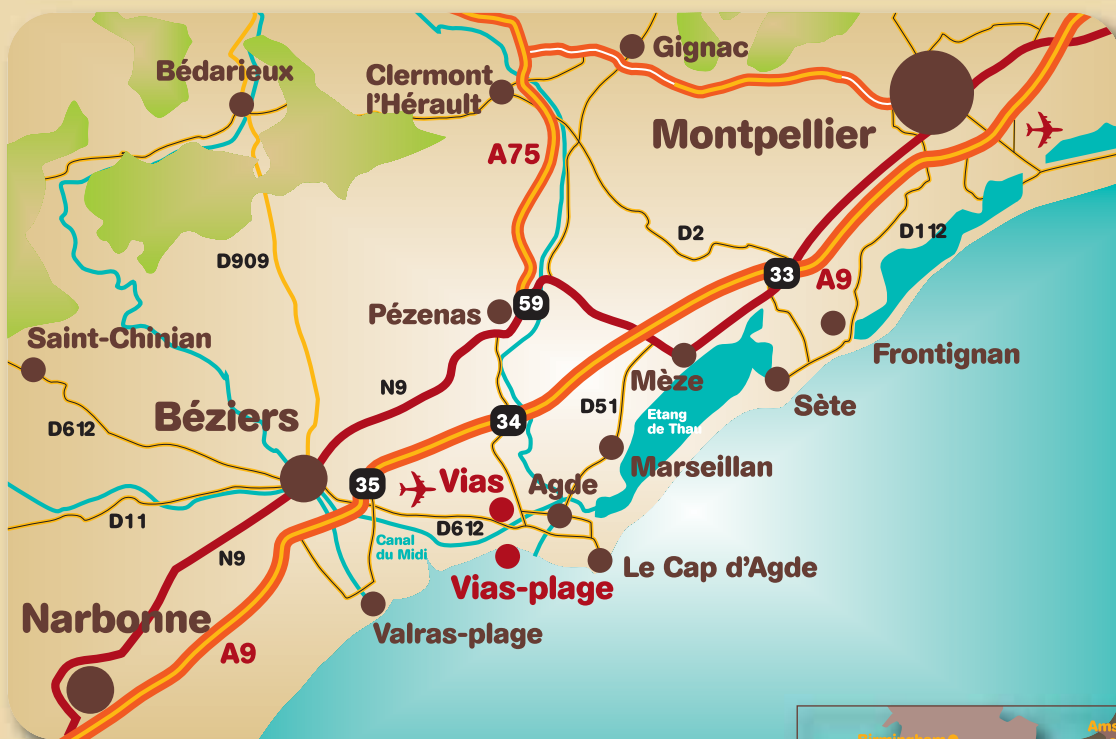 Gignac
Bédarieux
Clermont
l'Hérault
Montpellier
A75
D2
D112
D909
33
A9
59
Pézenas
Saint-Chinian
Frontignan
Mèze
N9
Sète
D51
Etang
de Thau
Béziers
34
D612
Marseillan
35
Vias
Agde
D11
D612
Canal
du Midi
N9
Le Cap d'Agde
Vias-plage
Narbonne
Valras-plage
A9
Birmingham
Ams